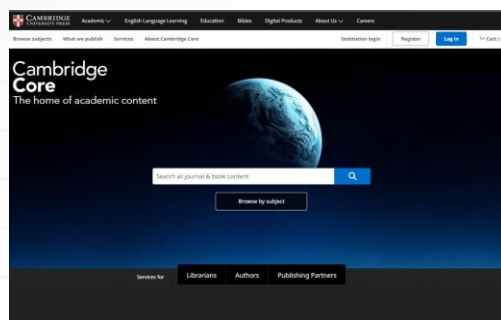 CAMBRIDGE UNIVERSITY PRESS Academic English Language Learning Education Bibles Digital Products About Us Careers
Browse subjects What we publish Services About Cambridge Core Institution login Register Log in Cart
Cambridge
Core
The home of academic content
Search all journal & book content
Browse by subject
Services for Librarians Authors Publishing Partners